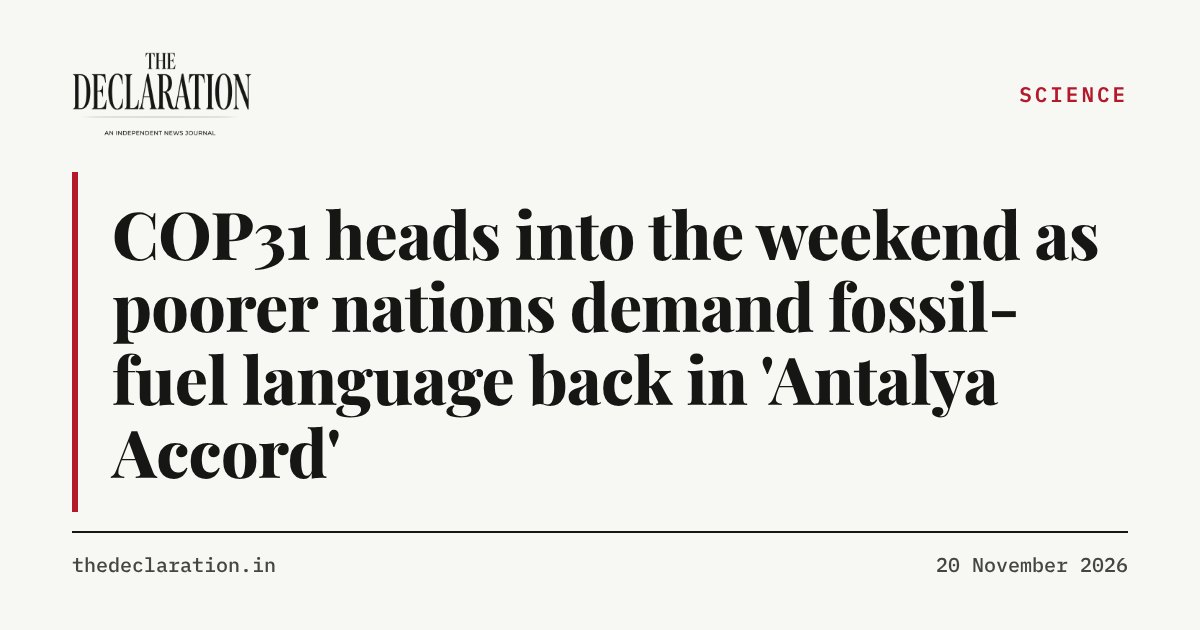 THE
DECLARATION
AN INDEPENDENT NEWS JOURNAL
SCIENCE
COP31 heads into the weekend as
poorer nations demand fossil-
fuel language back in 'Antalya
Accord'
thedeclaration.in
20 November 2026